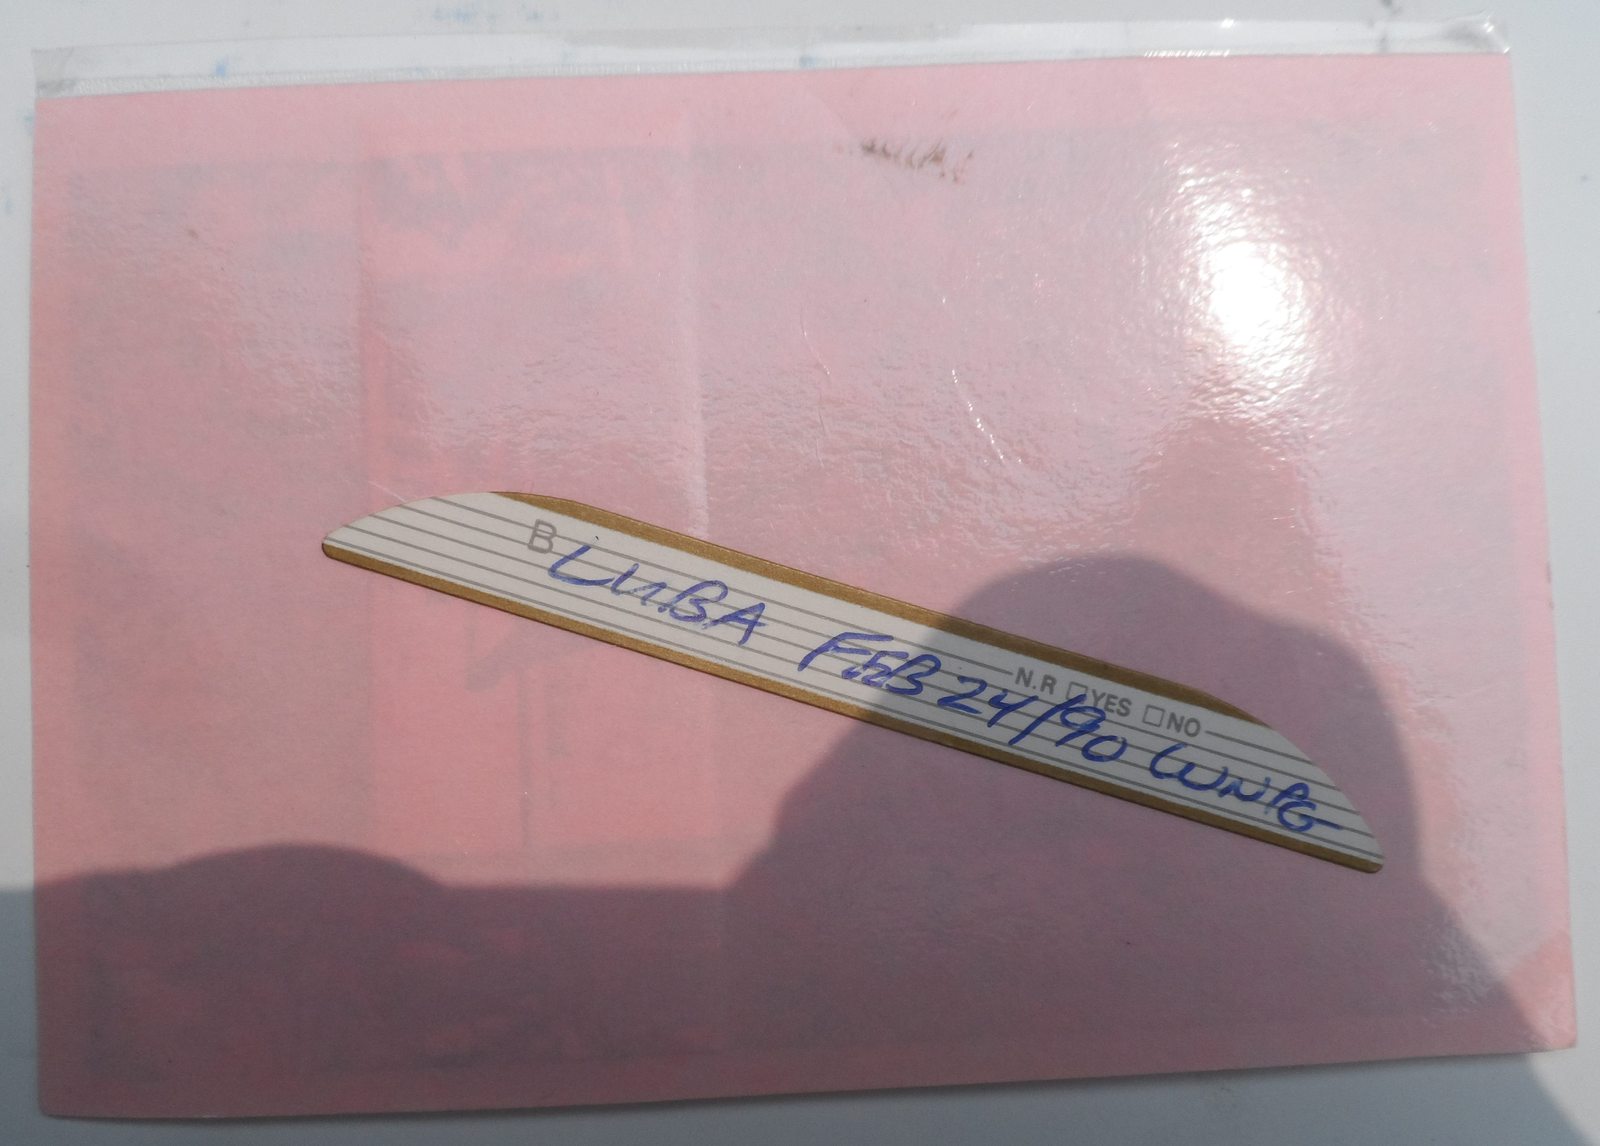 B
LUBA FEB 24/90 WNPG
N.R □YES □NO